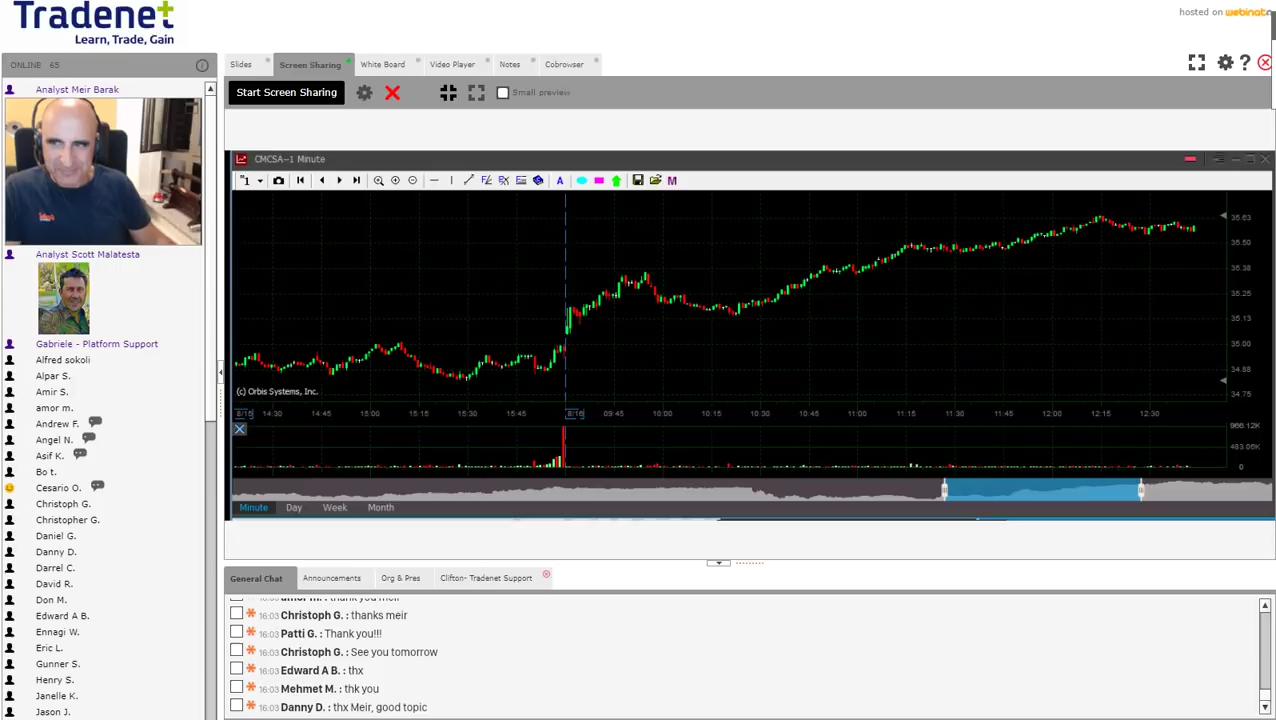 Tradenet
Learn, Trade, Gain
hosted on webinato
ONLINE 65
Analyst Meir Barak
Analyst Scott Malatesta
Gabriele - Platform Support
Alfred sokoli
Alpar S.
Amir S.
amor m.
Andrew F.
Angel N.
Asif K.
Bo t.
Cesario O.
Christoph G.
Christopher G.
Daniel G.
Danny D.
Darrel C.
David R.
Don M.
Edward A B.
Ennagi W.
Eric L.
Gunner S.
Henry S.
Janelle K.
Jason J.
Slides Screen Sharing White Board Video Player Notes Cobrowser
Start Screen Sharing Small preview
CMCSA--1 Minute
1 A M
35.63
35.50
35.38
35.25
35.13
35.00
34.88
34.75
(c) Orbis Systems, Inc.
14:30 14:45 15:00 15:15 15:30 15:45 8/16 09:45 10:00 10:15 10:30 10:45 11:00 11:15 11:30 11:45 12:00 12:15 12:30
0
Minute Day Week Month
General Chat Announcements Org & Pres Clifton- Tradenet Support
amor m. : thank you meir
16:03 Christoph G. : thanks meir
16:03 Patti G. : Thank you!!!
16:03 Christoph G. : See you tomorrow
16:03 Edward A B. : thx
16:03 Mehmet M. : thk you
16:03 Danny D. : thx Meir, good topic